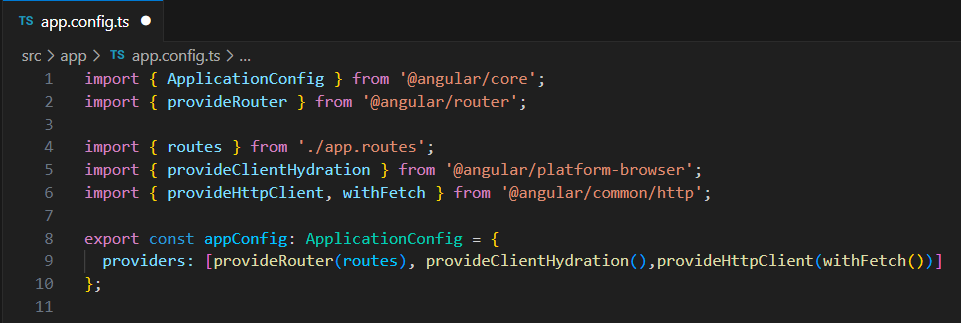 TS app.config.ts
src > app > TS app.config.ts > ...
1 import { ApplicationConfig } from '@angular/core';
2 import { provideRouter } from '@angular/router';
3
4 import { routes } from './app.routes';
5 import { provideClientHydration } from '@angular/platform-browser';
6 import { provideHttpClient, withFetch } from '@angular/common/http';
7
8 export const appConfig: ApplicationConfig = {
9   providers: [provideRouter(routes), provideClientHydration(),provideHttpClient(withFetch())]
10 };
11